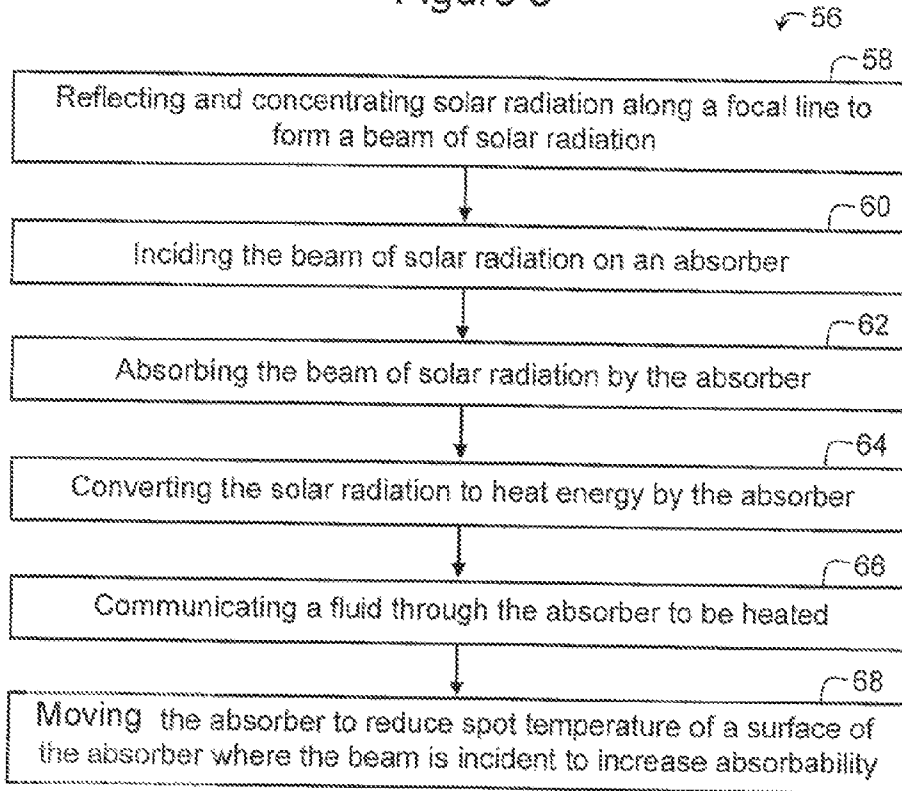 56
58
Reflecting and concentrating solar radiation along a focal line to
form a beam of solar radiation
60
Inciding the beam of solar radiation on an absorber
62
Absorbing the beam of solar radiation by the absorber
64
Converting the solar radiation to heat energy by the absorber
66
Communicating a fluid through the absorber to be heated
68
Moving the absorber to reduce spot temperature of a surface of
the absorber where the beam is incident to increase absorbability